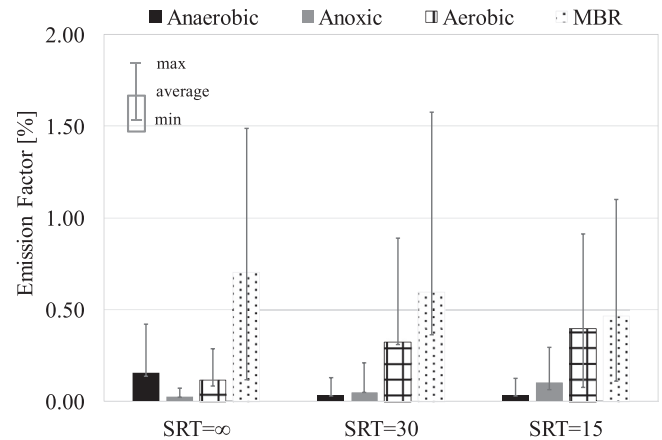 Anaerobic Anoxic Aerobic MBR
2.00
max
average
min
1.50
1.00
0.50
0.00
Emission Factor [%]
SRT=∞ SRT=30 SRT=15